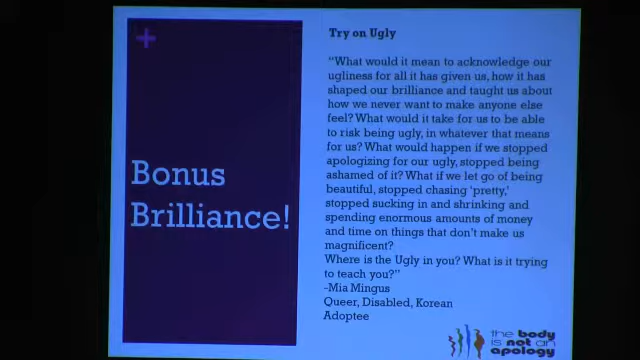 +
Bonus
Brilliance!
Try on Ugly
"What would it mean to acknowledge our
ugliness for all it has given us, how it has
shaped our brilliance and taught us about
how we never want to make anyone else
feel? What would it take for us to be able
to risk being ugly, in whatever that means
for us? What would happen if we stopped
apologizing for our ugly, stopped being
ashamed of it? What if we let go of being
beautiful, stopped chasing 'pretty,'
stopped sucking in and shrinking and
spending enormous amounts of money
and time on things that don't make us
magnificent?
Where is the Ugly in you? What is it trying
to teach you?"
-Mia Mingus
Queer, Disabled, Korean
Adoptee
the body
is not an
apology